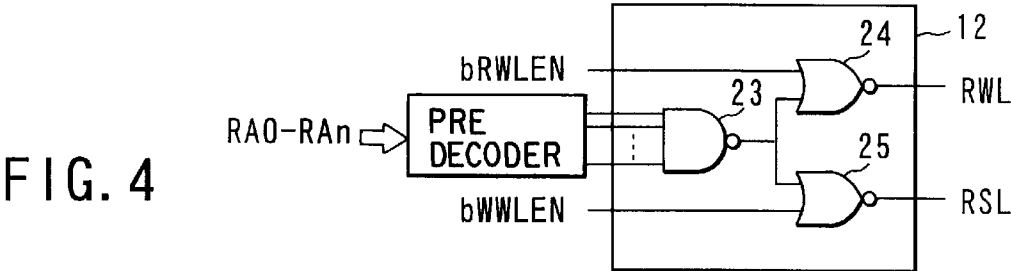 12
24
bRWLEN
23
RWL
RA0-RAn
PRE
DECODER
25
FIG. 4
bWWLEN
RSL